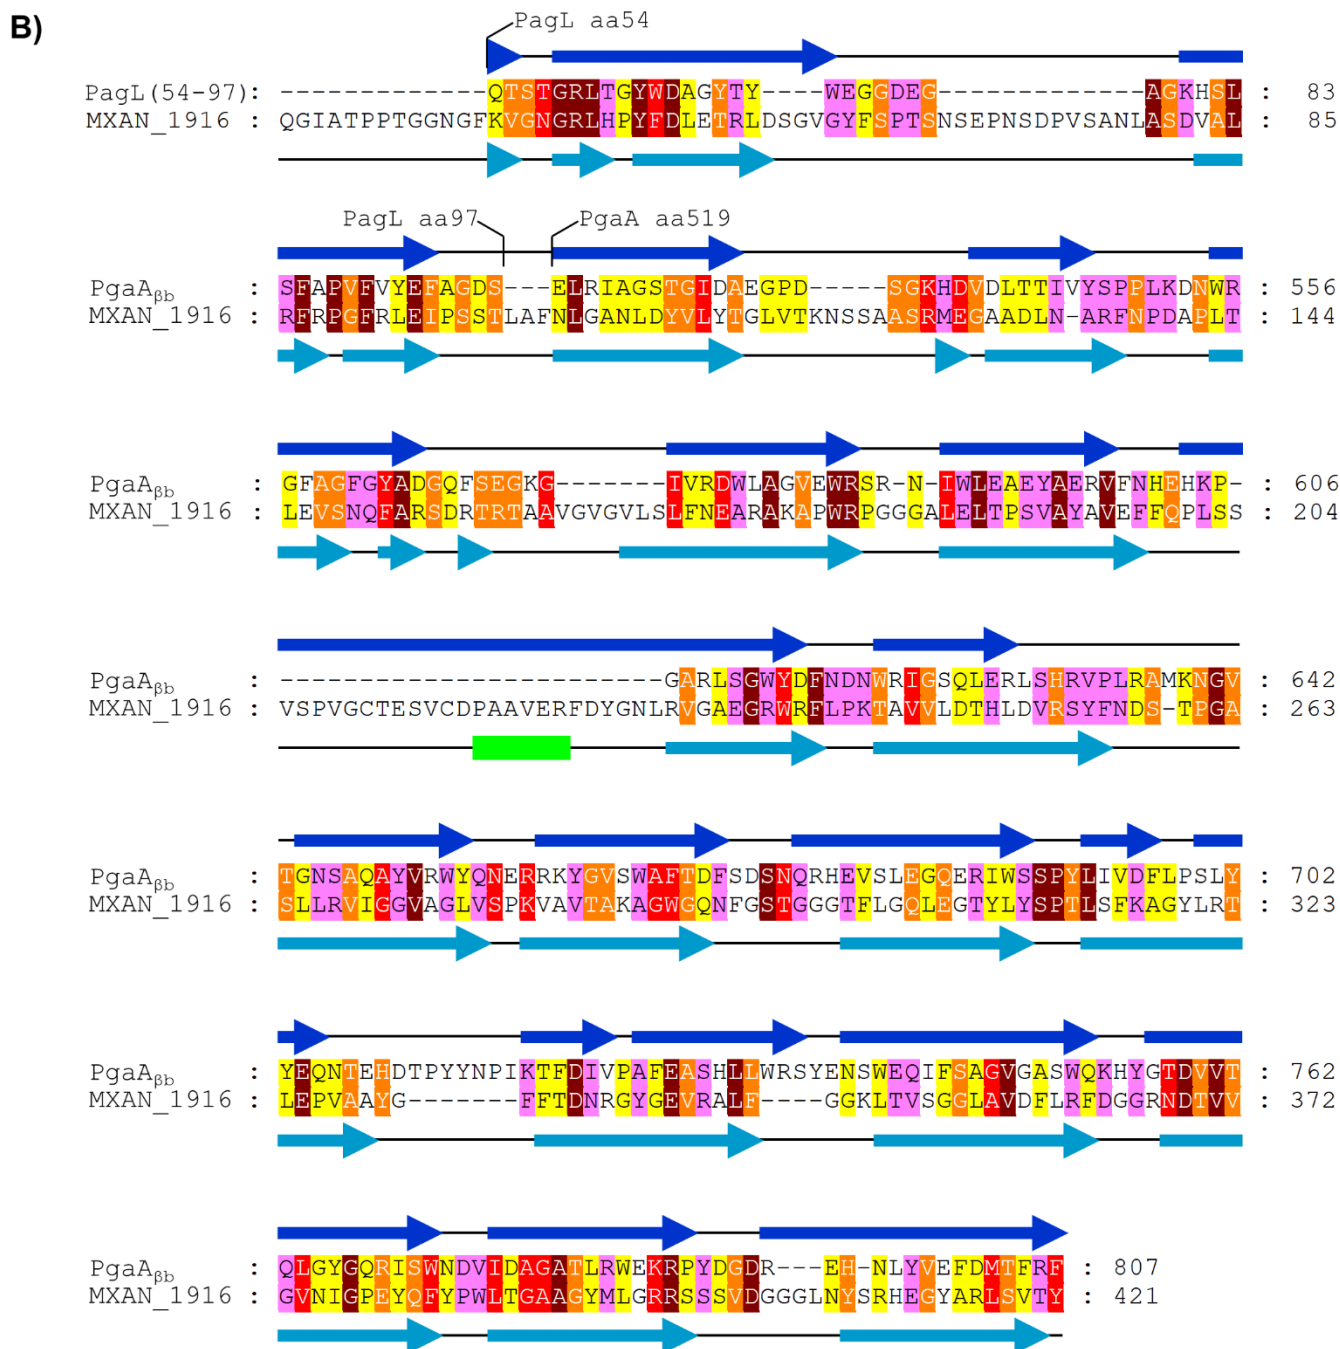 B)
PagL aa54
PagL(54-97): -------------QTSTGRLTGYWDAGYTY----WEGGDEG-------------AGKHSL : 83
MXAN_1916 : QGIATPPTGGNGFKVGNGRLHPYFDLETRLDSGVGYFSPTSNSEPNSDPVSANLASDVAL : 85
PagL aa97 PgaA aa519
PgaAβb : SFAPVFVYEFAGDS---ELRIAGSTGIDAEGPD-----SGKHDVDLTTIVYSPPLKDNWR : 556
MXAN_1916 : RFRPGFRLEIPSSTLAFNLGANLDYVLYTGLVTKNSSAASRMEGAADLN-ARFNPDAPLT : 144
PgaAβb : GFAGFGYADGQFSEGKG-------IVRDWLAGVEWRSR-N-IWLEAEYAERVFNHEHKP- : 606
MXAN_1916 : LEVSNQFARSDRTRTAAVGVGVLSLFNEARAKAPWRPGGGALELTPSVAYAVEFFQPLSS : 204
PgaAβb : ------------------------GARLSGWYDFNDNWRIGSQLERLSHRVPLRAMKNGV : 642
MXAN_1916 : VSPVGCTESVCDPAAVERFDYGNLRVGAEGRWRFLPKTAVVLDTHLDVRSYFNDS-TPGA : 263
PgaAβb : TGNSAQAYVRWYQNERRKYGVSWAFTDFSDSNQRHEVSLEGQERIWSSPYLIVDFLPSLY : 702
MXAN_1916 : SLLRVIGGVAGLVSPKVAVTAKAGWGQNFGSTGGGTFLGQLEGTYLYSPTLSFKAGYLRT : 323
PgaAβb : YEQNTEHDTPYYNPIKTFDIVPAFEASHLLWRSYENSWEQIFSAGVGASWQKHYGTDVVT : 762
MXAN_1916 : LEPVAAYG-------FFTDNRGYGEVRALF----GGKLTVSGGLAVDFLRFDGGRNDTVV : 372
PgaAβb : QLGYGQRISWNDVIDAGATLRWEKRPYDGDR---EH-NLYVEFDMTFRF : 807
MXAN_1916 : GVNIGPEYQFYPWLTGAAGYMLGRRSSSVDGGGLNYSRHEGYARLSVTY : 421